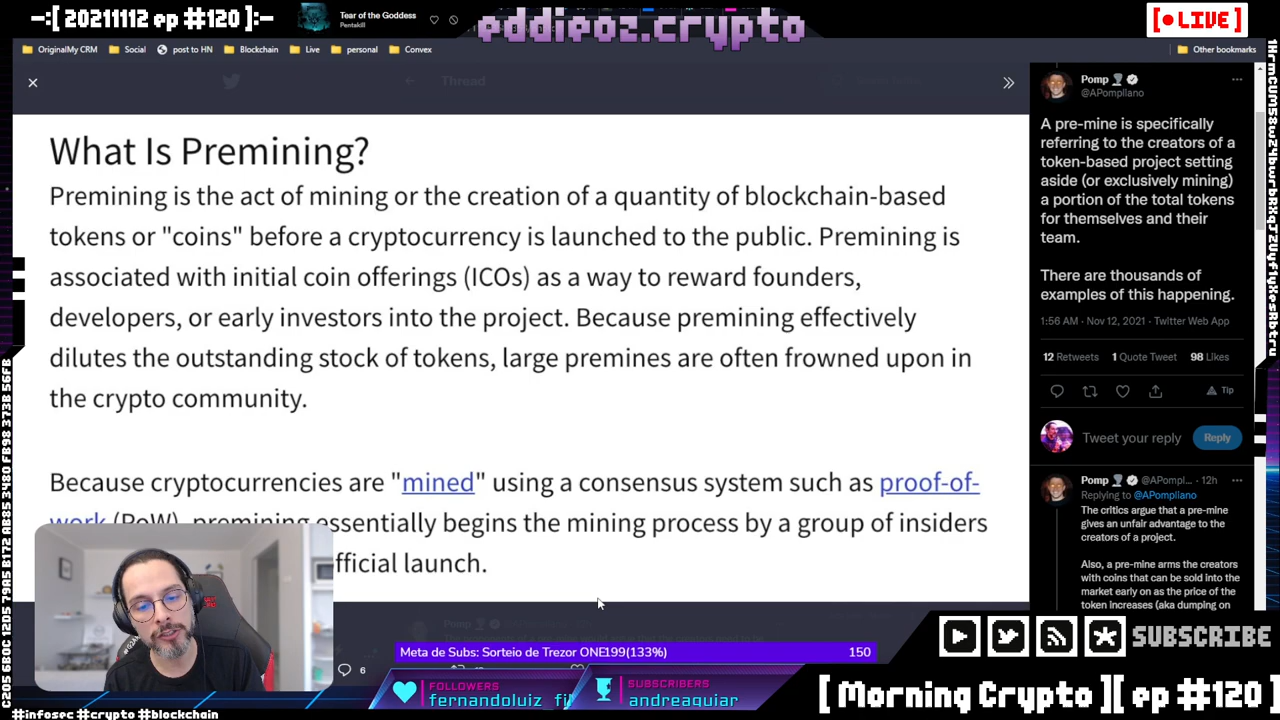 -:[ 20211112 ep #120 ]:-
Tear of the Goddess
Pentakill
eddieoz.crypto
[● LIVE]
OriginalMy CRM
Social
post to HN
Blockchain
Live
personal
Convex
Other bookmarks
Thread
What Is Premining?
Premining is the act of mining or the creation of a quantity of blockchain-based
tokens or "coins" before a cryptocurrency is launched to the public. Premining is
associated with initial coin offerings (ICOs) as a way to reward founders,
developers, or early investors into the project. Because premining effectively
dilutes the outstanding stock of tokens, large premines are often frowned upon in
the crypto community.
Because cryptocurrencies are "mined" using a consensus system such as proof-of-
work (PoW), premining essentially begins the mining process by a group of insiders
fficial launch.
Pomp
@APompliano
A pre-mine is specifically
referring to the creators of a
token-based project setting
aside (or exclusively mining)
a portion of the total tokens
for themselves and their
team.
There are thousands of
examples of this happening.
1:56 AM · Nov 12, 2021 · Twitter Web App
12 Retweets 1 Quote Tweet 98 Likes
Tip
Tweet your reply
Reply
Pomp @APompl... · 12h
Replying to @APompliano
The critics argue that a pre-mine
gives an unfair advantage to the
creators of a project.
Also, a pre-mine arms the creators
with coins that can be sold into the
market early on as the price of the
token increases (aka dumping on
6
Meta de Subs: Sorteio de Trezor ONE199(133%) 150
FOLLOWERS
fernandoluiz_fil
SUBSCRIBERS
andreaquiar
SUBSCRIBE
[ Morning Crypto ][ ep #120 ]
#infosec #crypto #blockchain